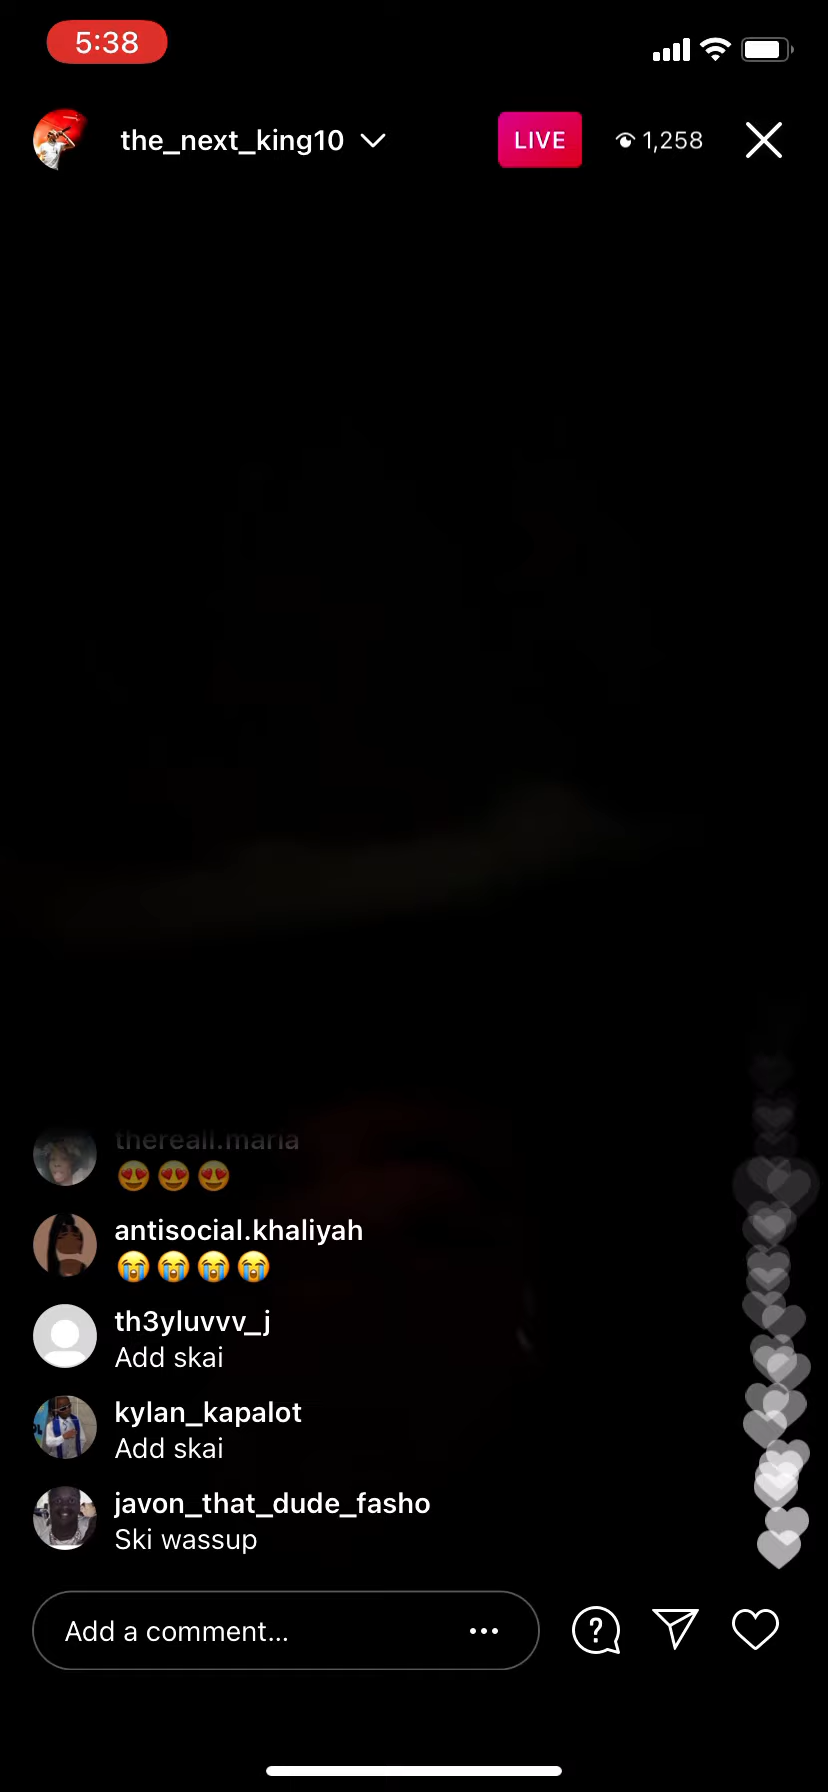 5:38
the_next_king10
LIVE
1,258
thereall.maria
😍😍😍
antisocial.khaliyah
😭😭😭😭
th3yluvvv_j
Add skai
kylan_kapalot
Add skai
javon_that_dude_fasho
Ski wassup
Add a comment...